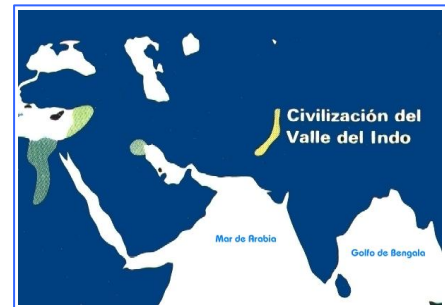 Civilización del
Valle del Indo
Mar de Arabia
Golfo de Bengala